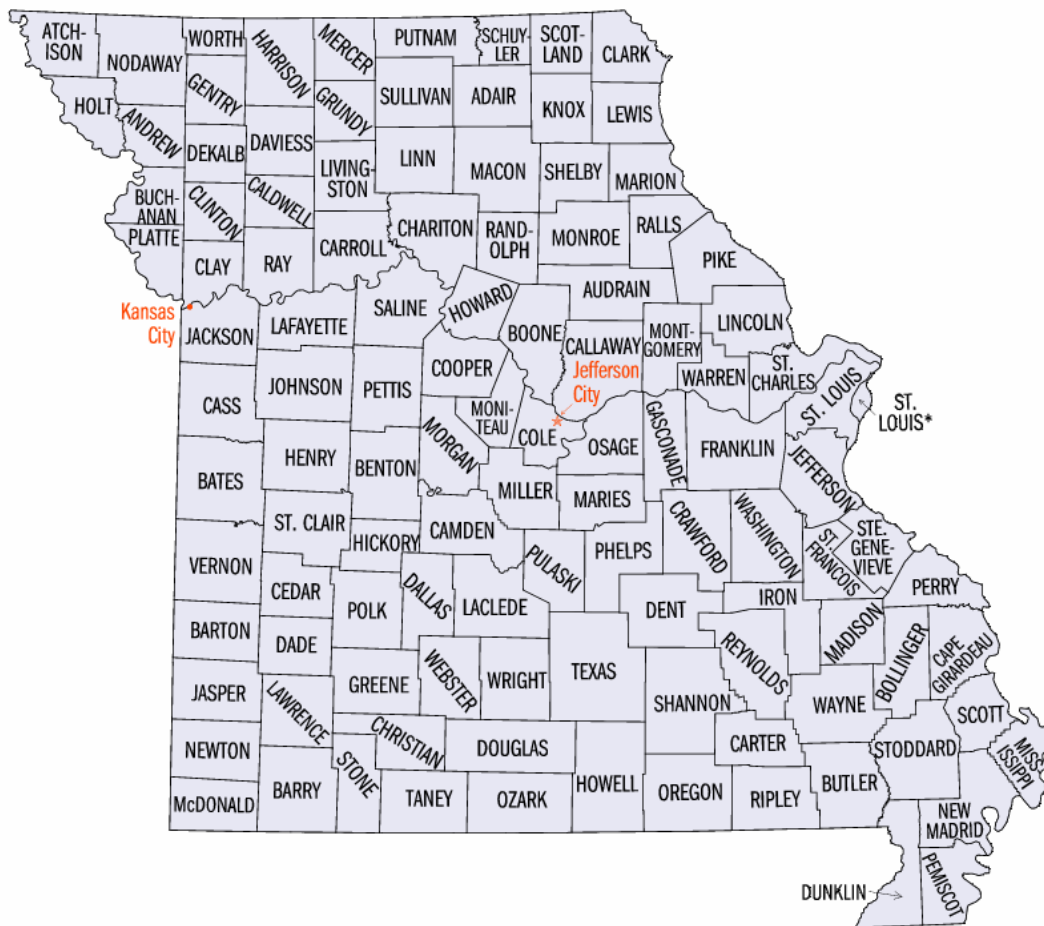 ATCH-
ISON
NODAWAY
WORTH
HARRISON
MERCER
PUTNAM
SCHUY-
LER
SCOT-
LAND
CLARK
HOLT
GENTRY
GRUNDY
SULLIVAN
ADAIR
KNOX
LEWIS
ANDREW
DEKALB
DAVIESS
LIVING-
STON
LINN
MACON
SHELBY
MARION
BUCH-
ANAN
CLINTON
CALDWELL
CARROLL
CHARITON
RAND-
OLPH
MONROE
RALLS
PIKE
PLATTE
CLAY
RAY
SALINE
HOWARD
BOONE
AUDRAIN
Kansas
City
JACKSON
LAFAYETTE
COOPER
CALLAWAY
MONT-
GOMERY
LINCOLN
WARREN
ST.
CHARLES
ST. LOUIS
ST.
LOUIS*
CASS
JOHNSON
PETTIS
MONI-
TEAU
COLE
Jefferson
City
OSAGE
GASCONADE
FRANKLIN
JEFFERSON
BATES
HENRY
BENTON
MORGAN
MILLER
MARIES
ST. CLAIR
HICKORY
CAMDEN
PULASKI
PHELPS
CRAWFORD
WASHINGTON
ST.
FRANCOIS
STE.
GENE-
VIEVE
PERRY
VERNON
CEDAR
POLK
DALLAS
LACLEDE
DENT
IRON
MADISON
BOLLINGER
CAPE
GIRARDEAU
BARTON
DADE
GREENE
WEBSTER
WRIGHT
TEXAS
SHANNON
REYNOLDS
WAYNE
SCOTT
JASPER
LAWRENCE
CHRISTIAN
DOUGLAS
HOWELL
CARTER
STODDARD
MISS-
ISSIPPI
NEWTON
BARRY
STONE
TANEY
OZARK
OREGON
RIPLEY
BUTLER
NEW
MADRID
McDONALD
DUNKLIN
PEMISCOT